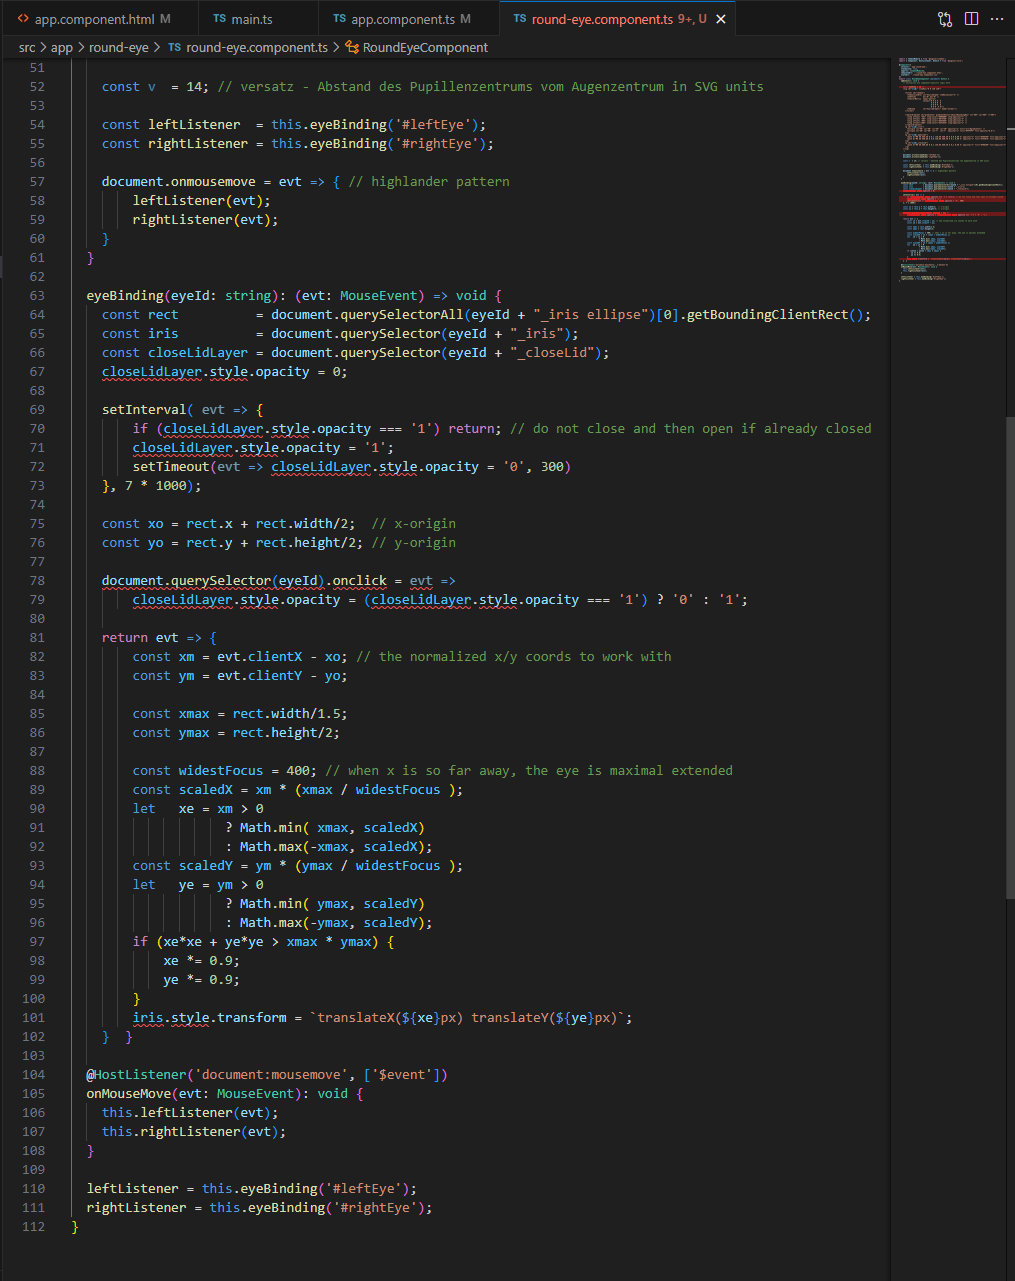 <> app.component.html M
TS main.ts
TS app.component.ts M
TS round-eye.component.ts 9+, U
src > app > round-eye > TS round-eye.component.ts > RoundEyeComponent
51
52 const v  = 14; // versatz - Abstand des Pupillenzentrums vom Augenzentrum in SVG units
53
54 const leftListener  = this.eyeBinding('#leftEye');
55 const rightListener = this.eyeBinding('#rightEye');
56
57 document.onmousemove = evt => { // highlander pattern
58     leftListener(evt);
59     rightListener(evt);
60 }
61 }
62
63 eyeBinding(eyeId: string): (evt: MouseEvent) => void {
64   const rect          = document.querySelectorAll(eyeId + "_iris ellipse")[0].getBoundingClientRect();
65   const iris          = document.querySelector(eyeId + "_iris");
66   const closeLidLayer = document.querySelector(eyeId + "_closeLid");
67   closeLidLayer.style.opacity = 0;
68
69   setInterval( evt => {
70       if (closeLidLayer.style.opacity === '1') return; // do not close and then open if already closed
71       closeLidLayer.style.opacity = '1';
72       setTimeout(evt => closeLidLayer.style.opacity = '0', 300)
73   }, 7 * 1000);
74
75   const xo = rect.x + rect.width/2;  // x-origin
76   const yo = rect.y + rect.height/2; // y-origin
77
78   document.querySelector(eyeId).onclick = evt =>
79       closeLidLayer.style.opacity = (closeLidLayer.style.opacity === '1') ? '0' : '1';
80
81   return evt => {
82       const xm = evt.clientX - xo; // the normalized x/y coords to work with
83       const ym = evt.clientY - yo;
84
85       const xmax = rect.width/1.5;
86       const ymax = rect.height/2;
87
88       const widestFocus = 400; // when x is so far away, the eye is maximal extended
89       const scaledX = xm * (xmax / widestFocus );
90       let   xe = xm > 0
91                   ? Math.min( xmax, scaledX)
92                   : Math.max(-xmax, scaledX);
93       const scaledY = ym * (ymax / widestFocus );
94       let   ye = ym > 0
95                   ? Math.min( ymax, scaledY)
96                   : Math.max(-ymax, scaledY);
97       if (xe*xe + ye*ye > xmax * ymax) {
98           xe *= 0.9;
99           ye *= 0.9;
100       }
101       iris.style.transform = `translateX(${xe}px) translateY(${ye}px)`;
102   }  }
103
104 @HostListener('document:mousemove', ['$event'])
105 onMouseMove(evt: MouseEvent): void {
106   this.leftListener(evt);
107   this.rightListener(evt);
108 }
109
110 leftListener = this.eyeBinding('#leftEye');
111 rightListener = this.eyeBinding('#rightEye');
112 }